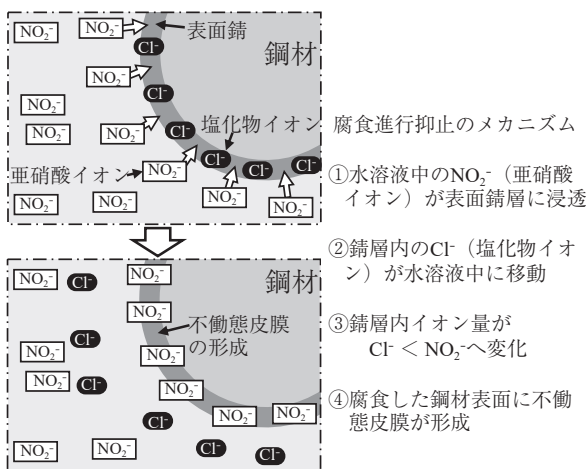 NO₂⁻
NO₂⁻
表面錆
Cl⁻
鋼材
NO₂⁻
NO₂⁻
Cl⁻
NO₂⁻
NO₂⁻
Cl⁻
塩化物イオン
Cl⁻
Cl⁻
Cl⁻
亜硝酸イオン
NO₂⁻
NO₂⁻
NO₂⁻
NO₂⁻
NO₂⁻
腐食進行抑止のメカニズム
①水溶液中のNO₂⁻（亜硝酸
イオン）が表面錆層に浸透
②錆層内のCl⁻（塩化物イオ
ン）が水溶液中に移動
③錆層内イオン量が
Cl⁻ < NO₂⁻へ変化
④腐食した鋼材表面に不働
態皮膜が形成
NO₂⁻
Cl⁻
NO₂⁻
鋼材
NO₂⁻
不働態皮膜
の形成
Cl⁻
NO₂⁻
NO₂⁻
NO₂⁻
Cl⁻
NO₂⁻
Cl⁻
NO₂⁻
NO₂⁻
NO₂⁻
NO₂⁻
Cl⁻
Cl⁻